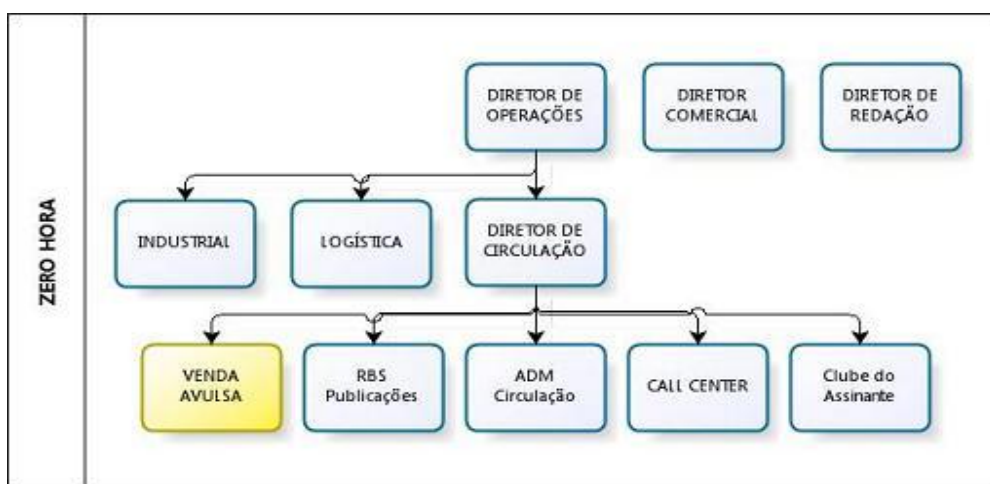 ZERO HORA
DIRETOR DE
OPERAÇÕES
DIRETOR
COMERCIAL
DIRETOR DE
REDAÇÃO
INDUSTRIAL
LOGÍSTICA
DIRETOR DE
CIRCULAÇÃO
VENDA
AVULSA
RBS
Publicações
ADM
Circulação
CALL CENTER
Clube do
Assinante